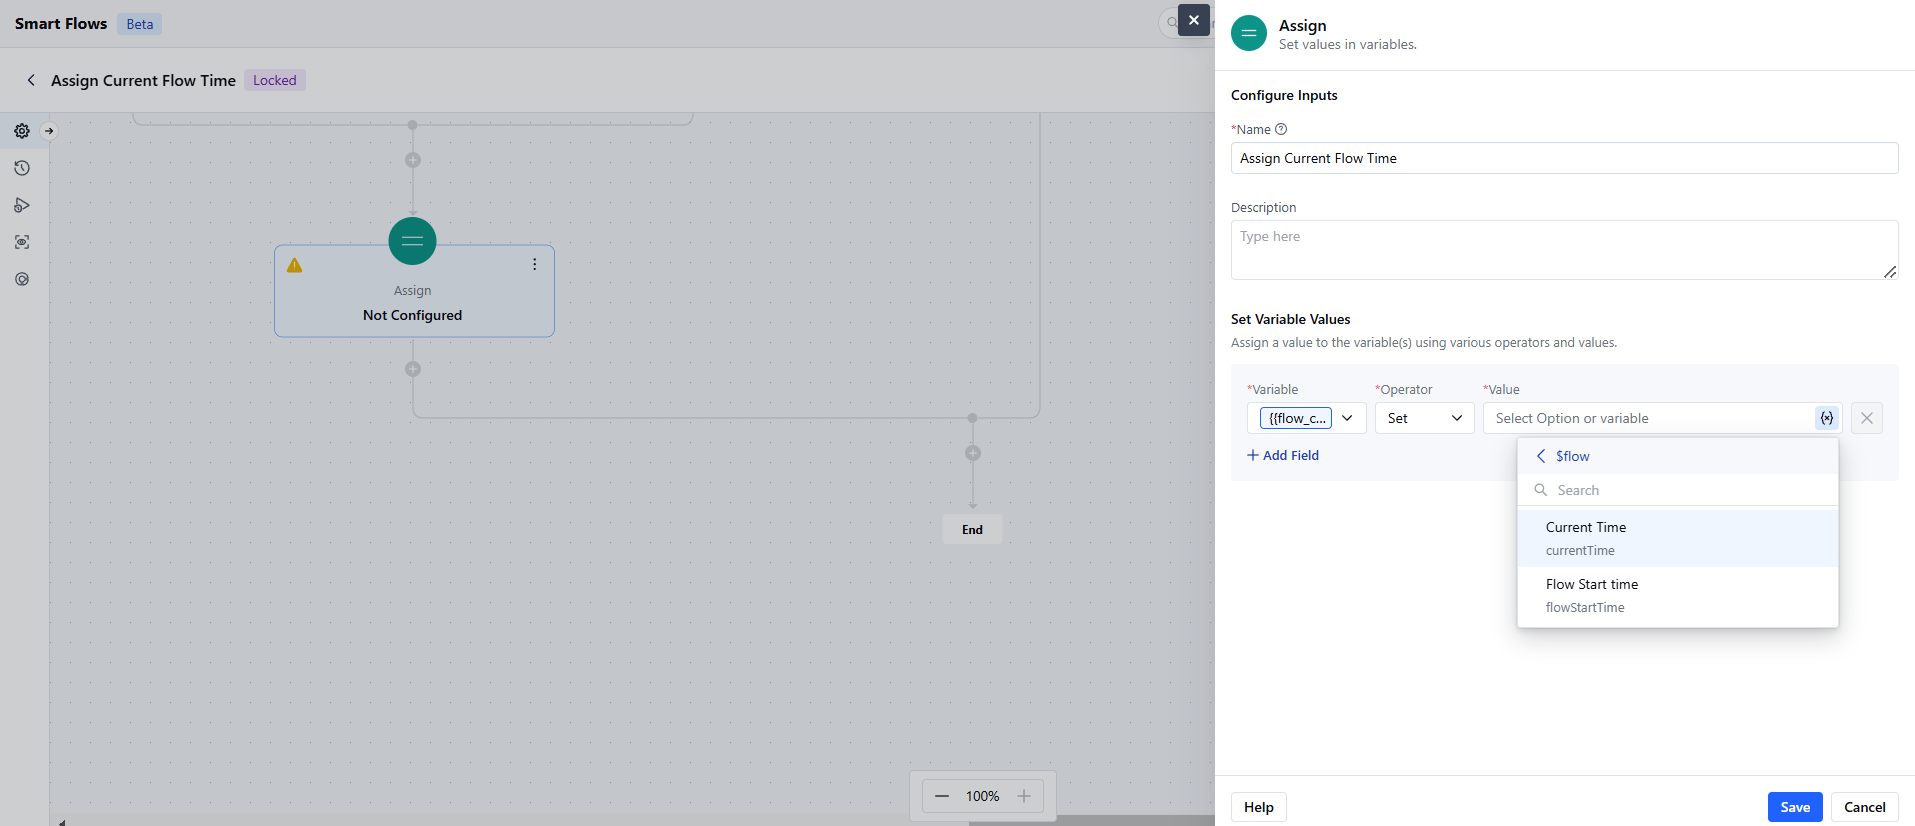 Smart Flows Beta
Assign Current Flow Time Locked
Assign
Not Configured
End
100%
Assign
Set values in variables.
Configure Inputs
*Name
Assign Current Flow Time
Description
Type here
Set Variable Values
Assign a value to the variable(s) using various operators and values.
*Variable *Operator *Value
{{flow_c... Set Select Option or variable {x}
+ Add Field
$flow
Search
Current Time
currentTime
Flow Start time
flowStartTime
Help Save Cancel